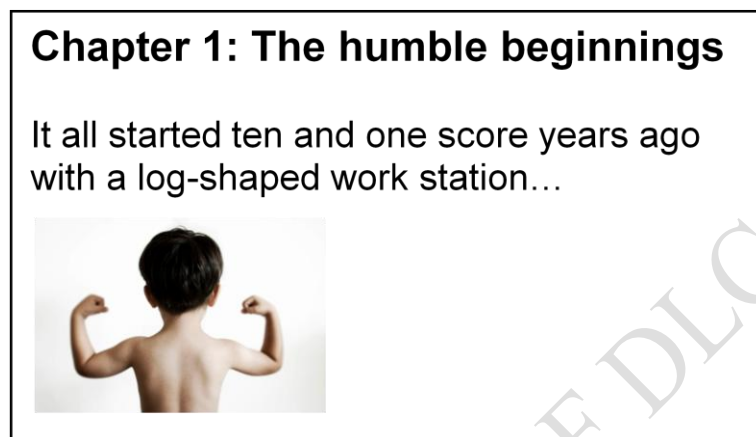 Chapter 1: The humble beginnings
It all started ten and one score years ago
with a log-shaped work station…
F DLC